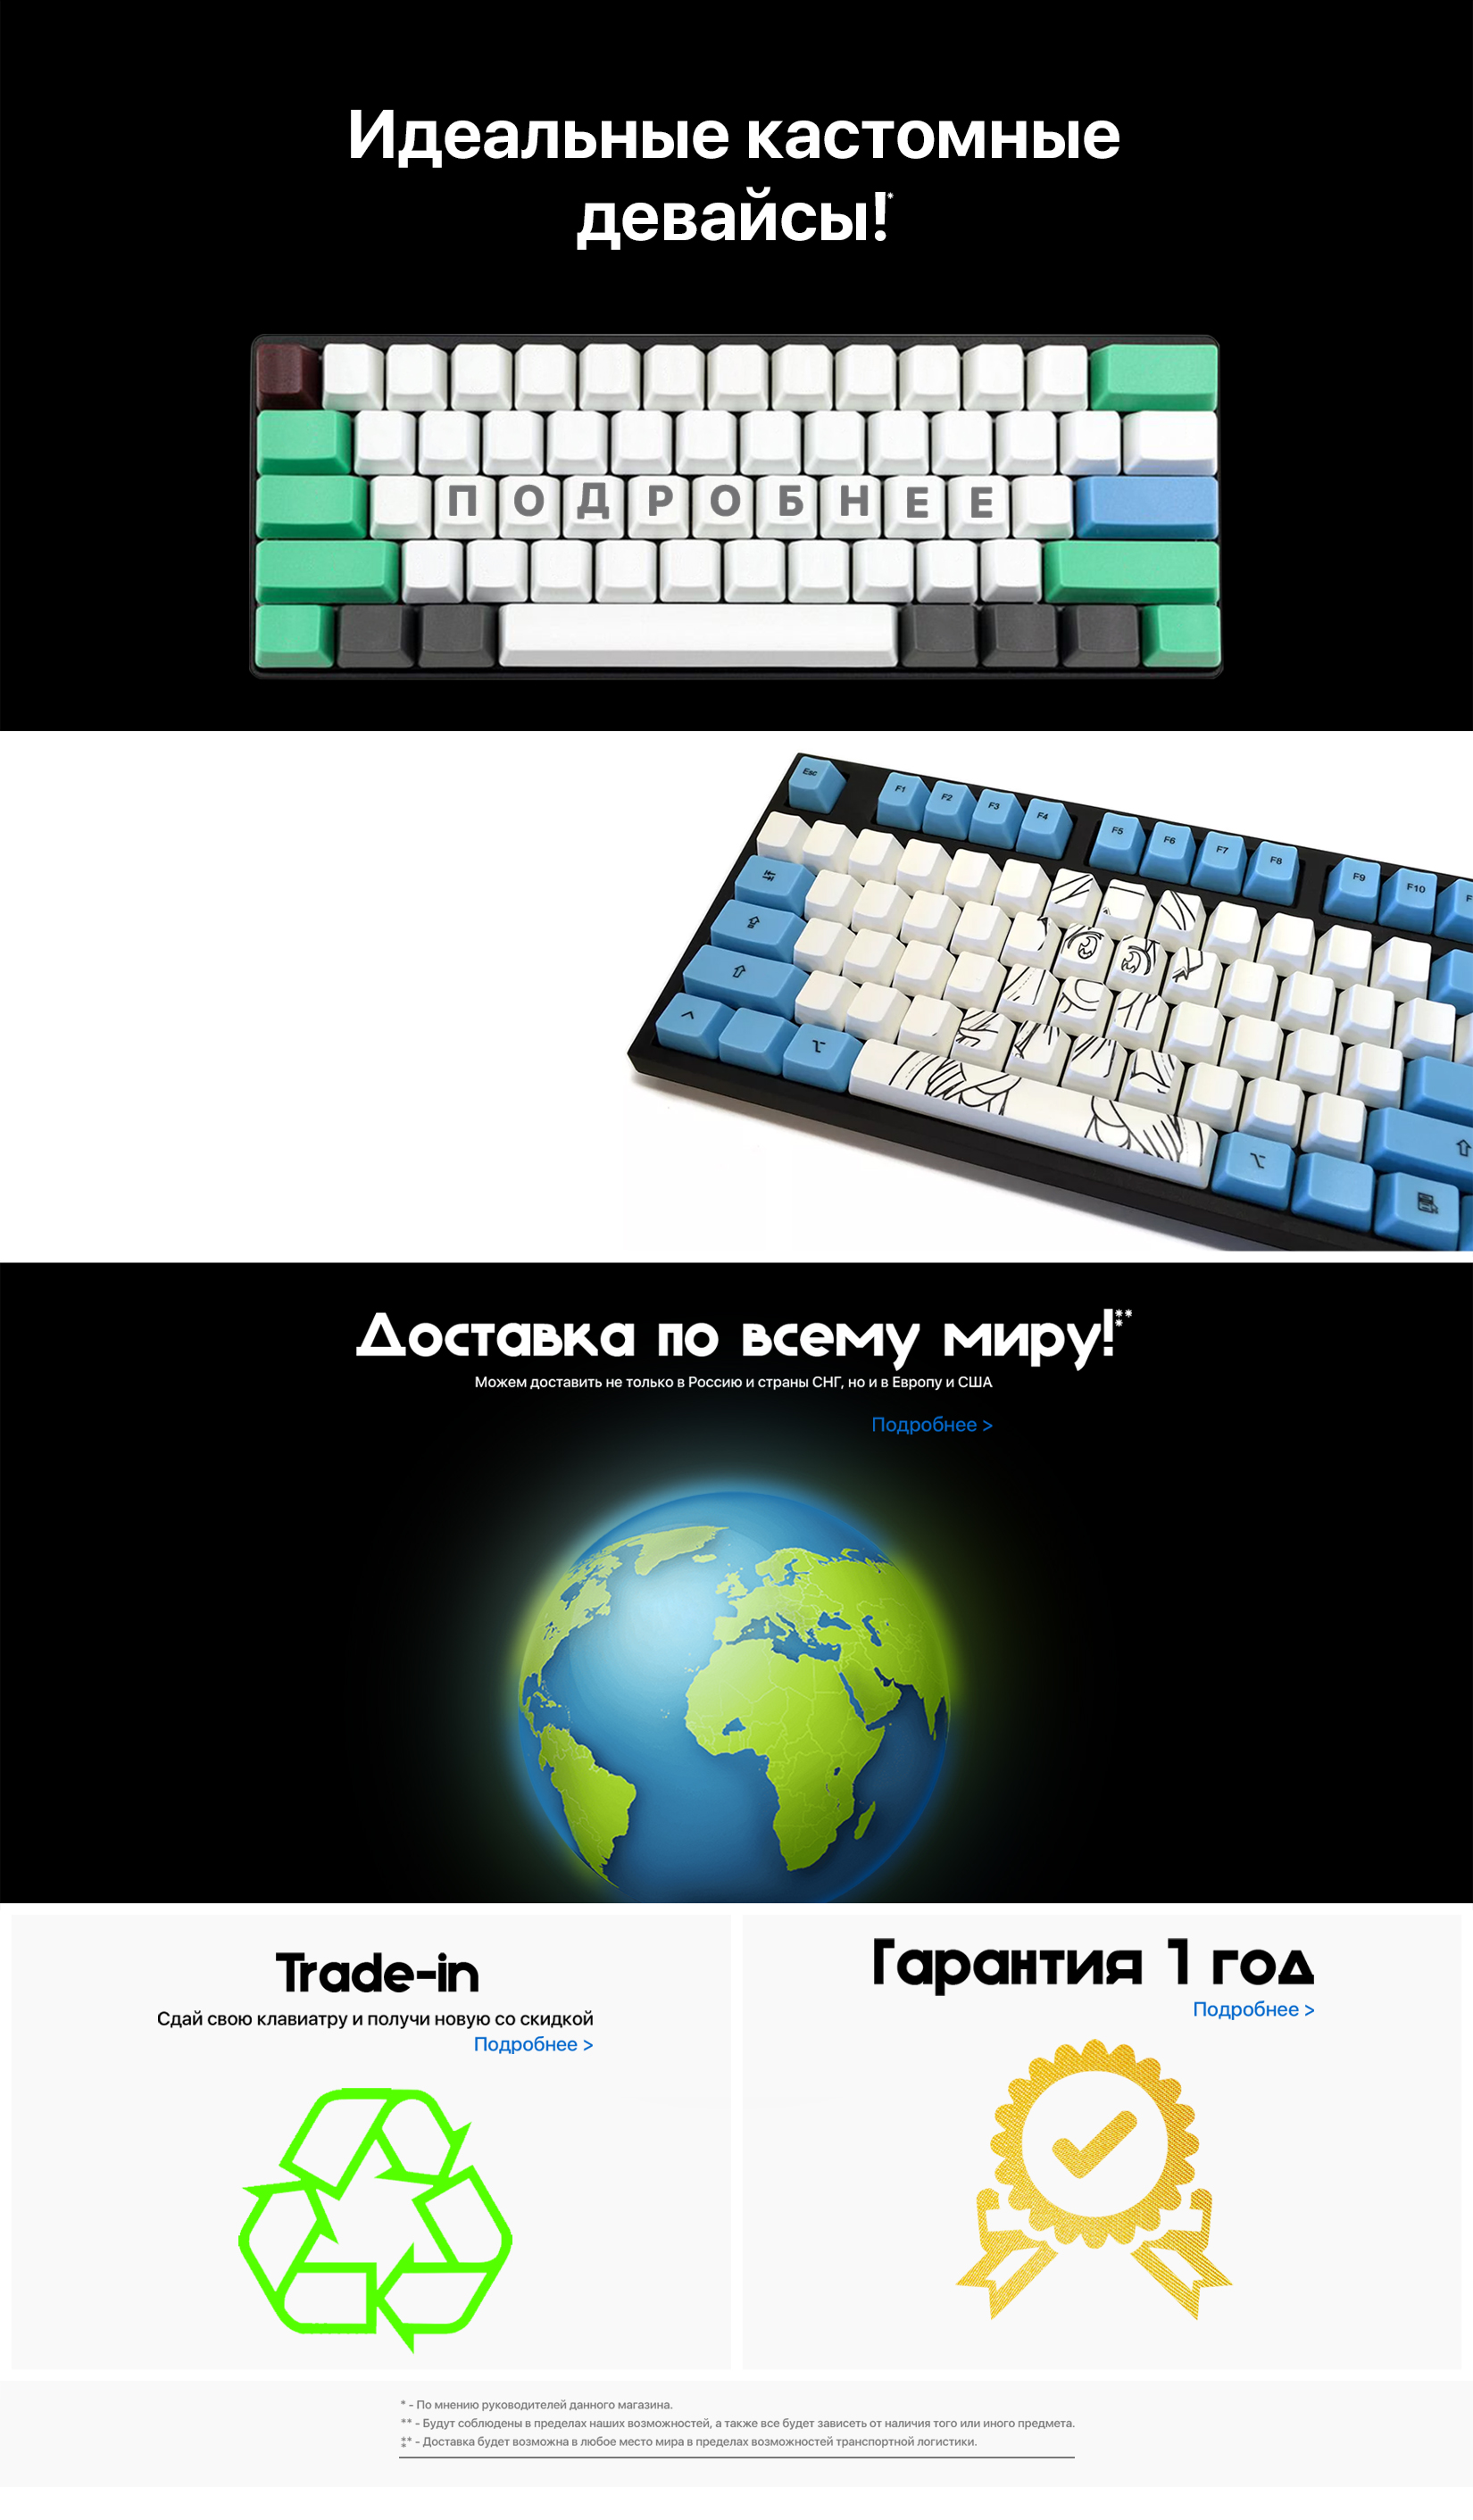 Идеальные кастомные
девайсы!*
ПОДРОБНЕЕ
Esc F1 F2 F3 F4 F5 F6 F7 F8 F9 F10
Доставка по всему миру!***
Можем доставить не только в Россию и страны СНГ, но и в Европу и США
Подробнее >
Trade-in
Сдай свою клавиатру и получи новую со скидкой
Подробнее >
Гарантия 1 год
Подробнее >
* - По мнению руководителей данного магазина.
** - Будут соблюдены в пределах наших возможностей, а также все будет зависеть от наличия того или иного предмета.
*** - Доставка будет возможна в любое место мира в пределах возможностей транспортной логистики.